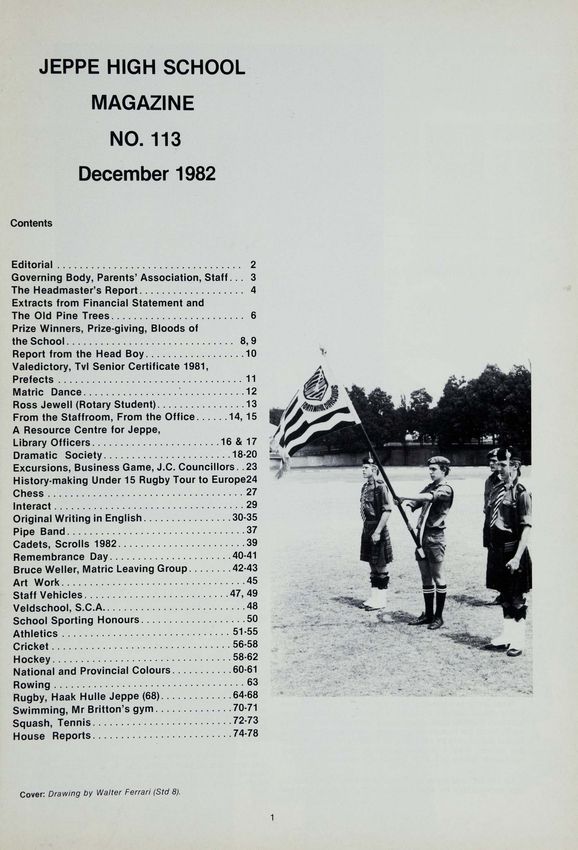 JEPPE HIGH SCHOOL
MAGAZINE
NO. 113
December 1982
Contents
Editorial ................................ 2
Governing Body, Parents' Association, Staff... 3
The Headmaster's Report................... 4
Extracts from Financial Statement and
The Old Pine Trees........................ 6
Prize Winners, Prize-giving, Bloods of
the School............................. 8, 9
Report from the Head Boy.................10
Valedictory, Tvl Senior Certificate 1981,
Prefects ................................ 11
Matric Dance............................12
Ross Jewell (Rotary Student)...............13
From the Staffroom, From the Office......14, 15
A Resource Centre for Jeppe,
Library Officers......................16 & 17
Dramatic Society.......................18-20
Excursions, Business Game, J.C. Councillors..23
History-making Under 15 Rugby Tour to Europe24
Chess .................................. 27
Interact ................................. 29
Original Writing in English...............30-35
Pipe Band...............................37
Cadets, Scrolls 1982......................39
Remembrance Day.....................40-41
Bruce Weller, Matric Leaving Group........42-43
Art Work................................45
Staff Vehicles.........................47, 49
Veldschool, S.C.A........................ 48
School Sporting Honours..................50
Athletics .............................51-55
Cricket...............................56-58
Hockey...............................58-62
National and Provincial Colours...........60-61
Rowing ................................. 63
Rugby, Haak Hulle Jeppe (68).............64-68
Swimming, Mr Britton's gym..............70-71
Squash, Tennis........................72-73
House Reports........................74-78
Cover: Drawing by Walter Ferrari (Std 8).
1